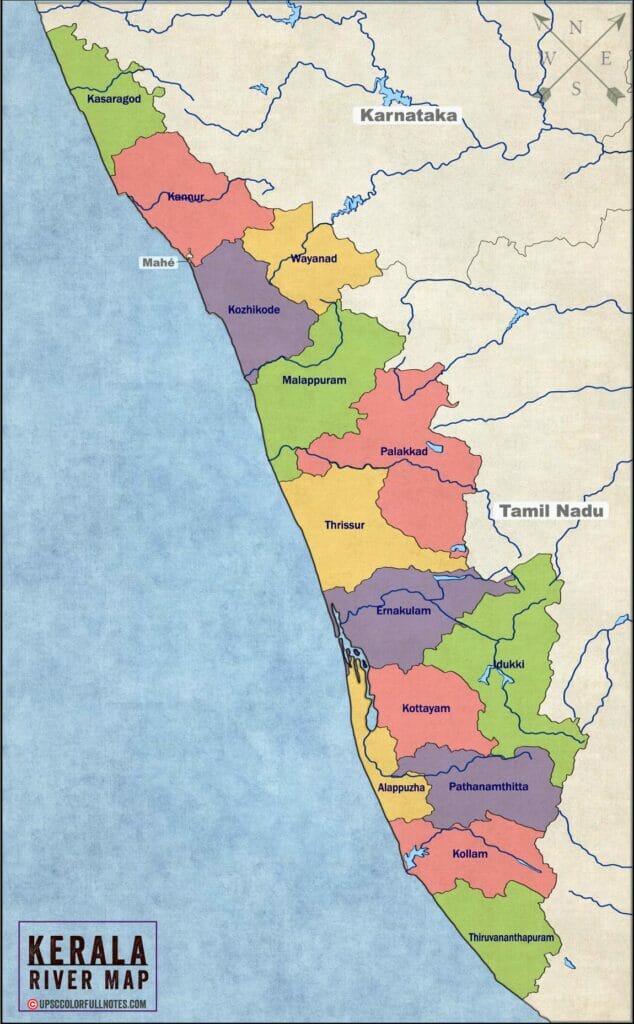 N
W E
S
Kasaragod
Karnataka
Kannur
Mahé
Wayanad
Kozhikode
Malappuram
Palakkad
Tamil Nadu
Thrissur
Ernakulam
Idukki
Kottayam
Alappuzha
Pathanamthitta
Kollam
Thiruvananthapuram
KERALA
RIVER MAP
©UPSCCOLORFULLNOTES.COM